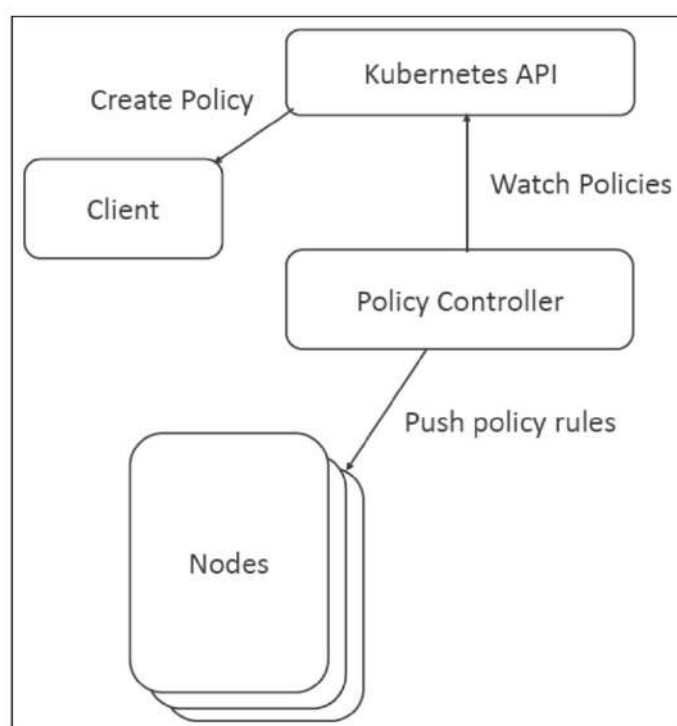 Kubernetes API
Create Policy
Client
Watch Policies
Policy Controller
Push policy rules
Nodes